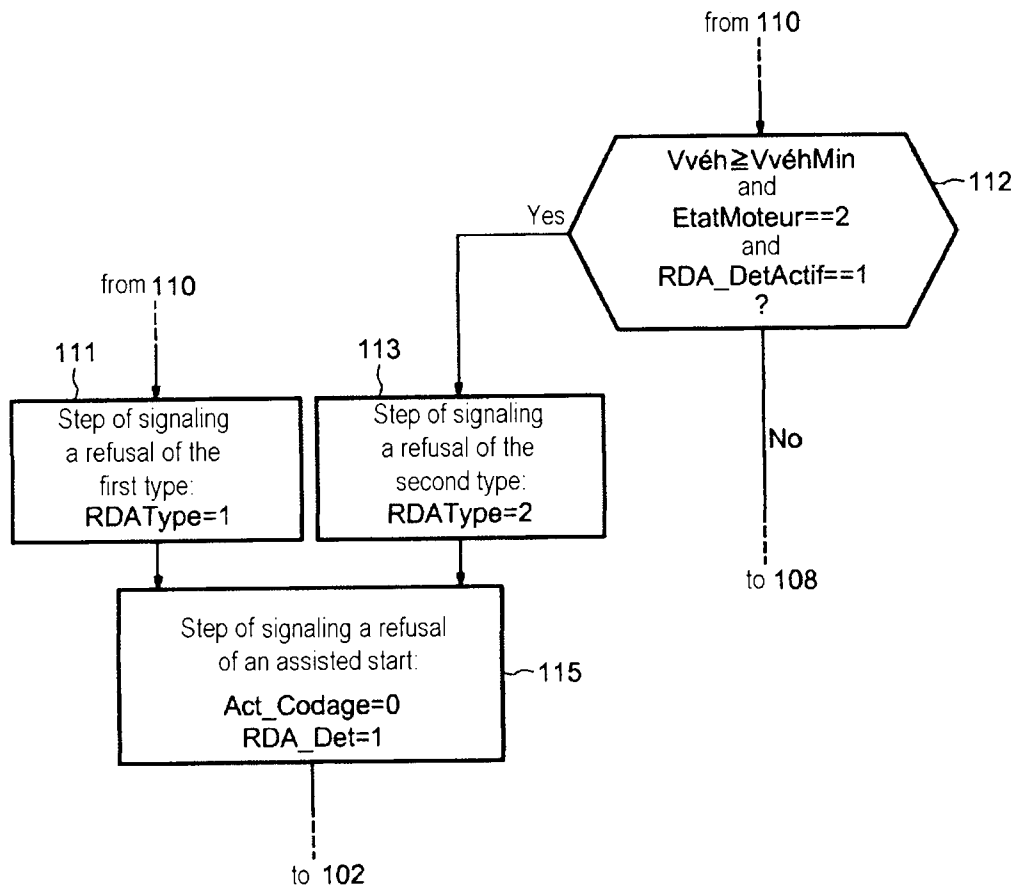 from 110
Vvéh≧VvéhMin
and
EtatMoteur==2
and
RDA_DetActif==1
?
112
Yes
from 110
111
113
Step of signaling
a refusal of the
first type:
RDAType=1
Step of signaling
a refusal of the
second type:
RDAType=2
No
to 108
Step of signaling a refusal
of an assisted start:
Act_Codage=0
RDA_Det=1
115
to 102